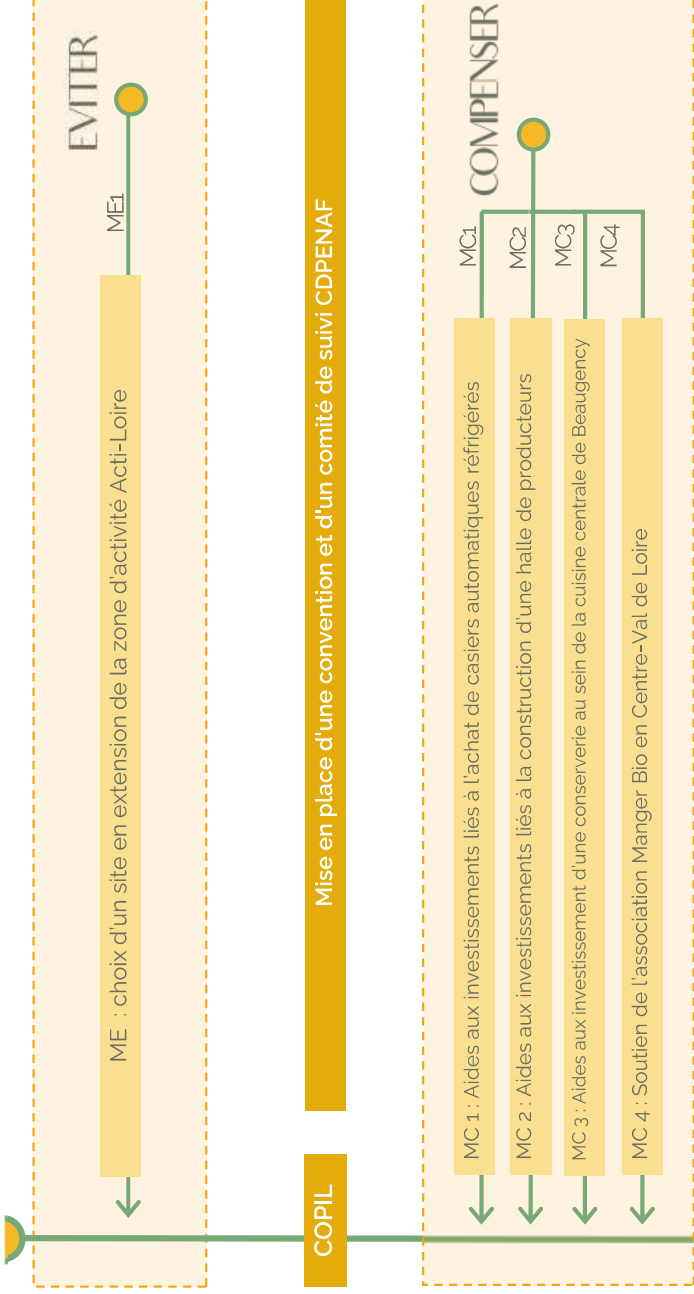 EVITER
ME1
ME : choix d'un site en extension de la zone d'activité Acti-Loire
Mise en place d'une convention et d'un comité de suivi CDPENAF
COPIL
COMPENSER
MC1
MC2
MC3
MC4
MC 1 : Aides aux investissements liés à l'achat de casiers automatiques réfrigérés
MC 2 : Aides aux investissements liés à la construction d'une halle de producteurs
MC 3 : Aides aux investissement d'une conserverie au sein de la cuisine centrale de Beaugency
MC 4 : Soutien de l'association Manger Bio en Centre-Val de Loire